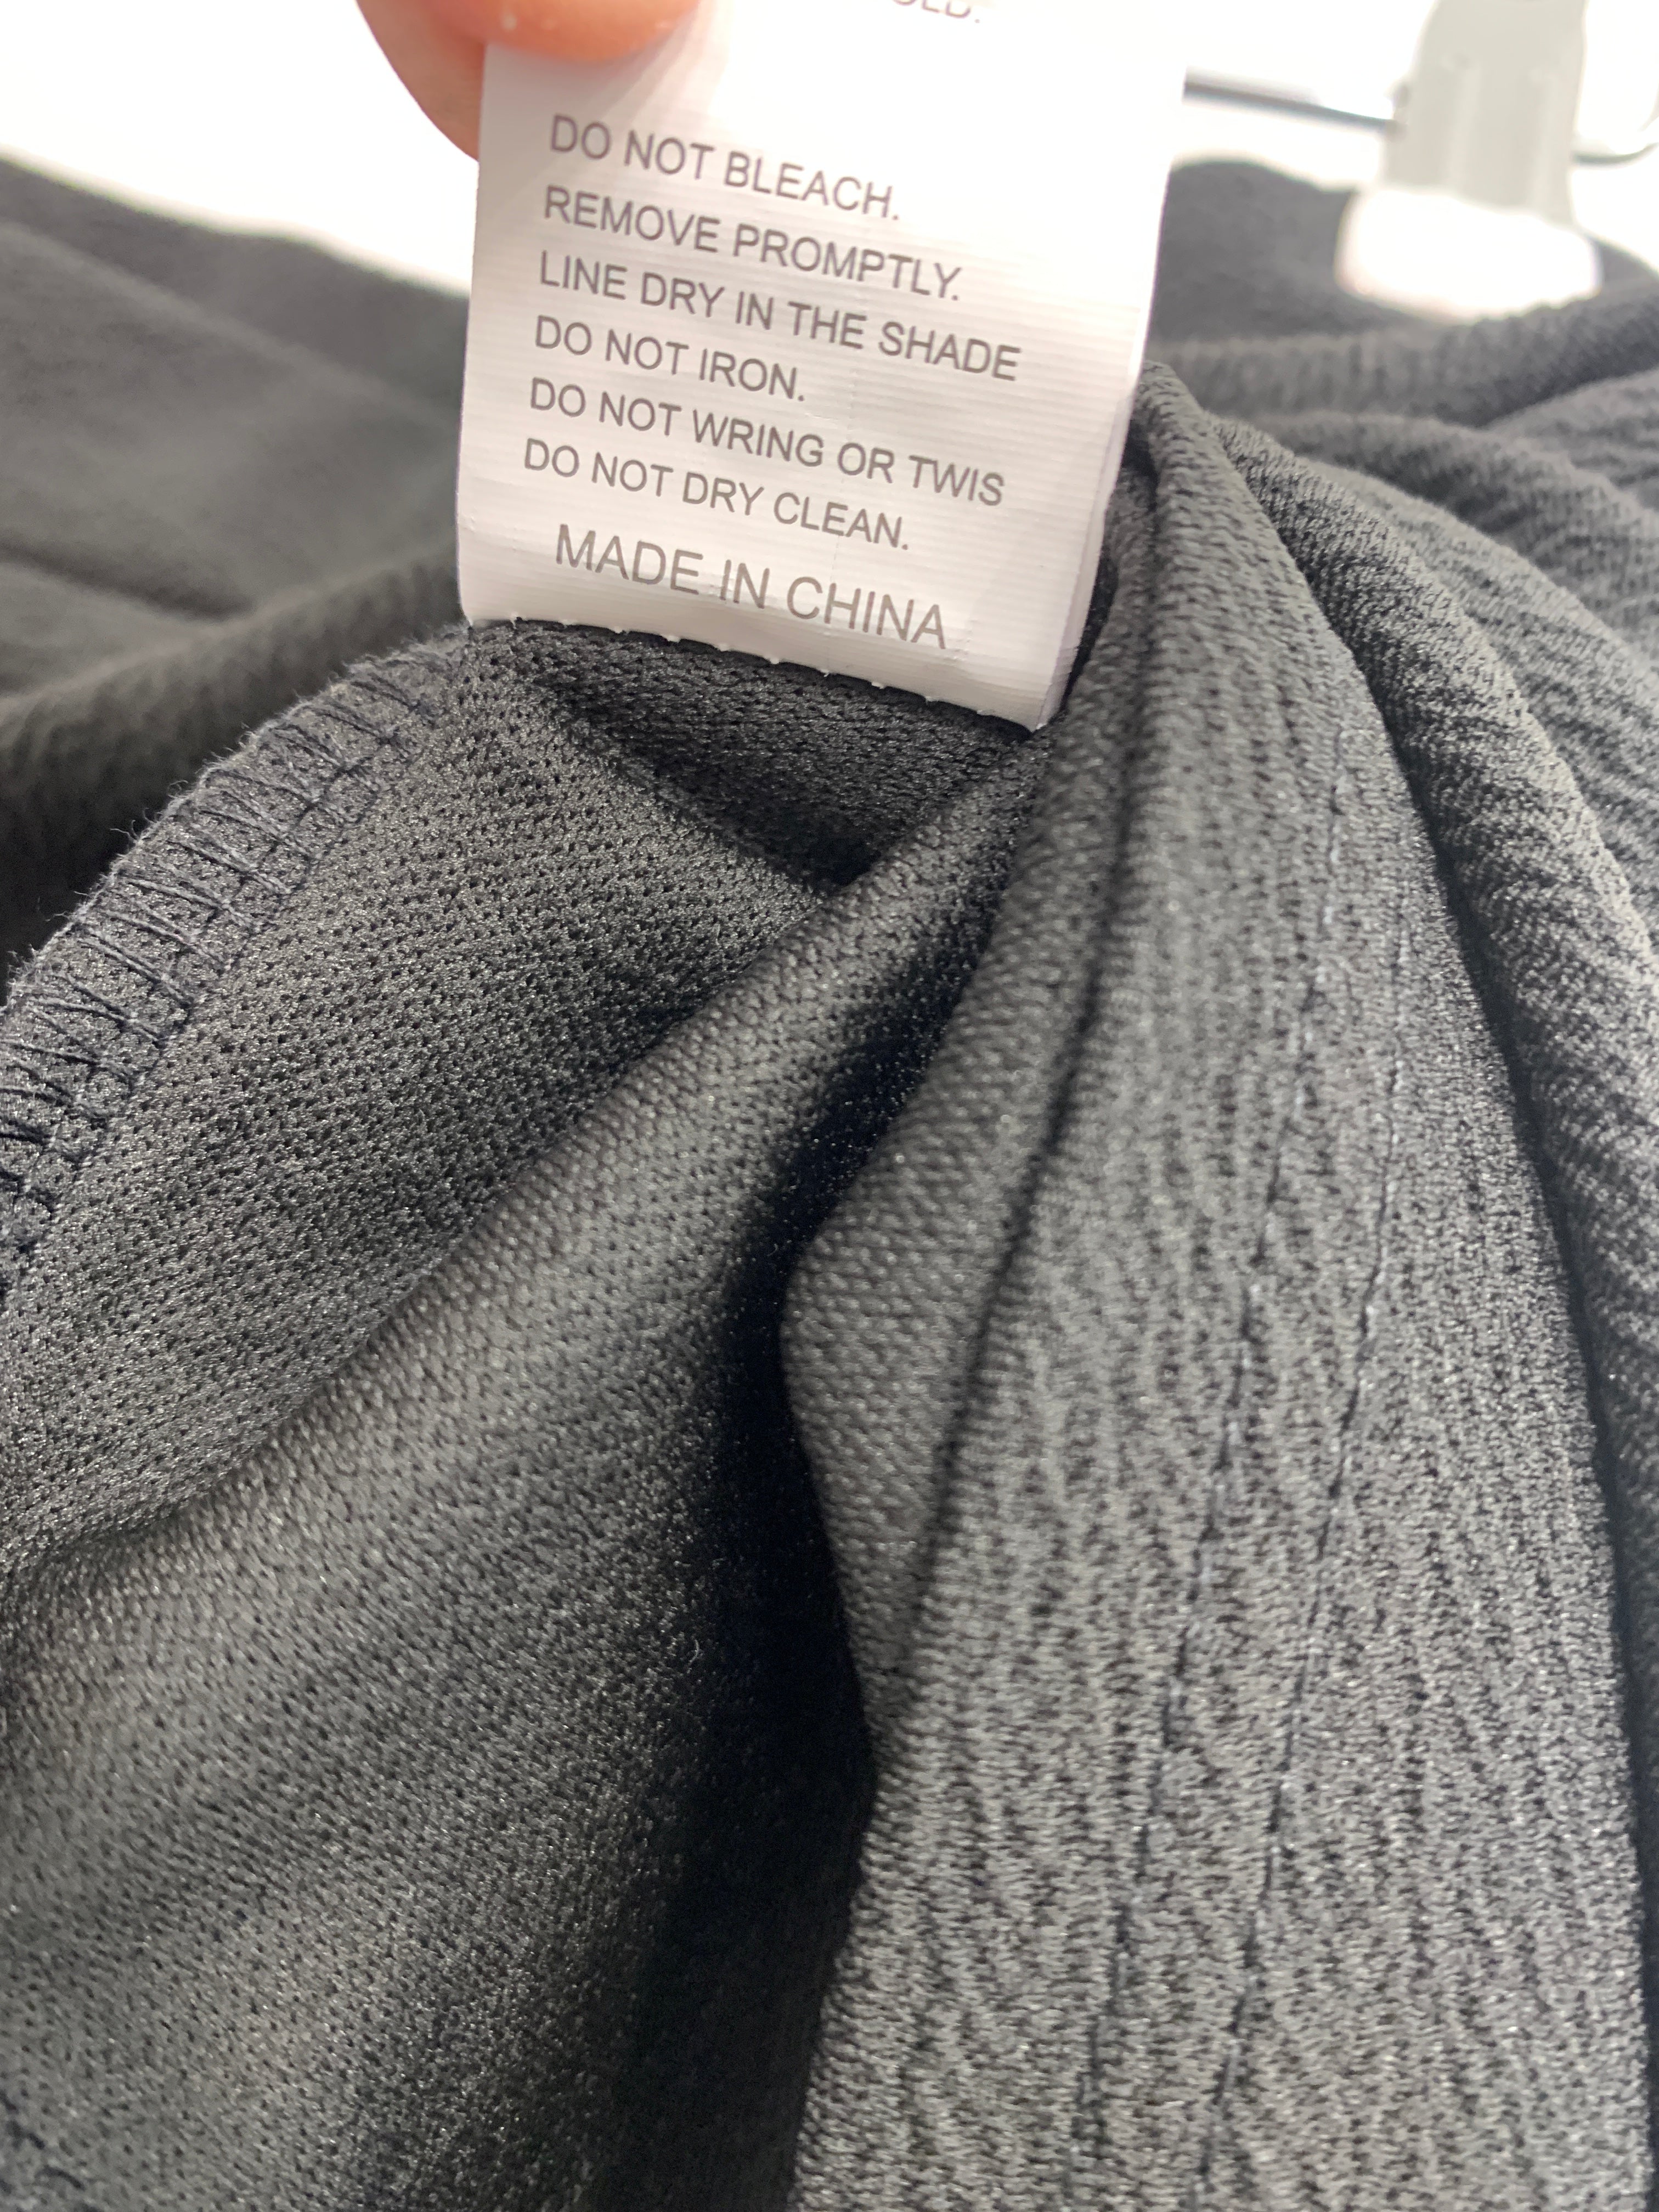 DO NOT BLEACH.
REMOVE PROMPTLY.
LINE DRY IN THE SHADE
DO NOT IRON.
DO NOT WRING OR TWIS
DO NOT DRY CLEAN.
MADE IN CHINA